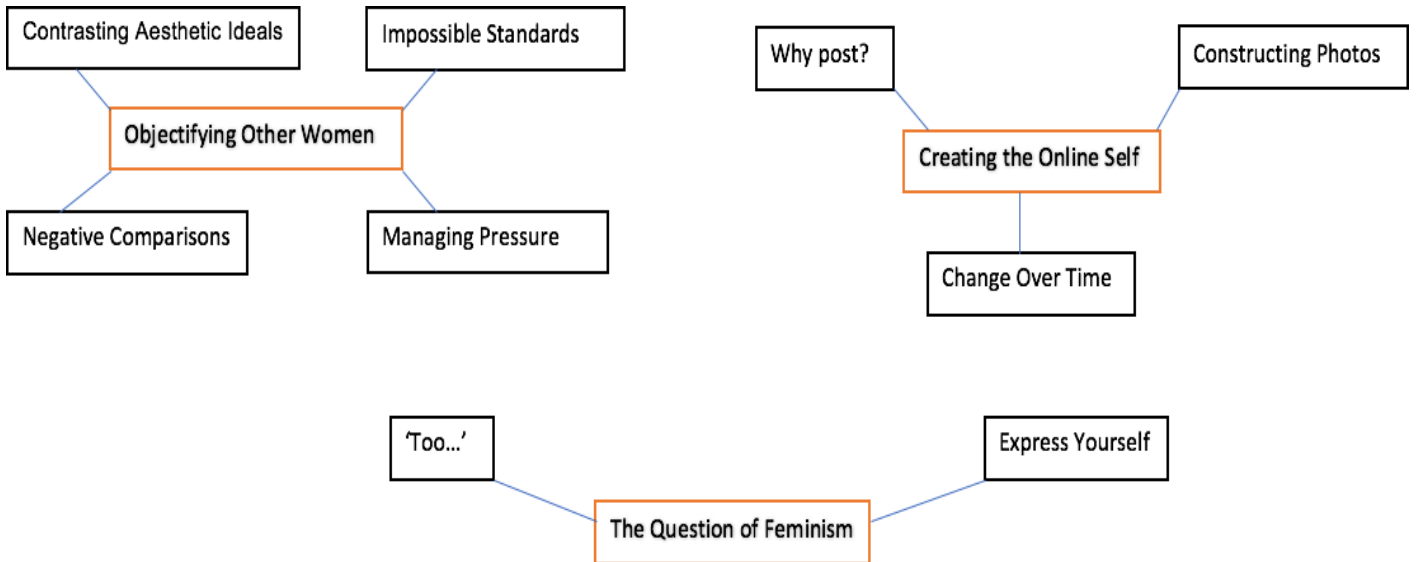 Contrasting Aesthetic Ideals
Impossible Standards
Objectifying Other Women
Negative Comparisons
Managing Pressure
Why post?
Constructing Photos
Creating the Online Self
Change Over Time
‘Too...’
Express Yourself
The Question of Feminism